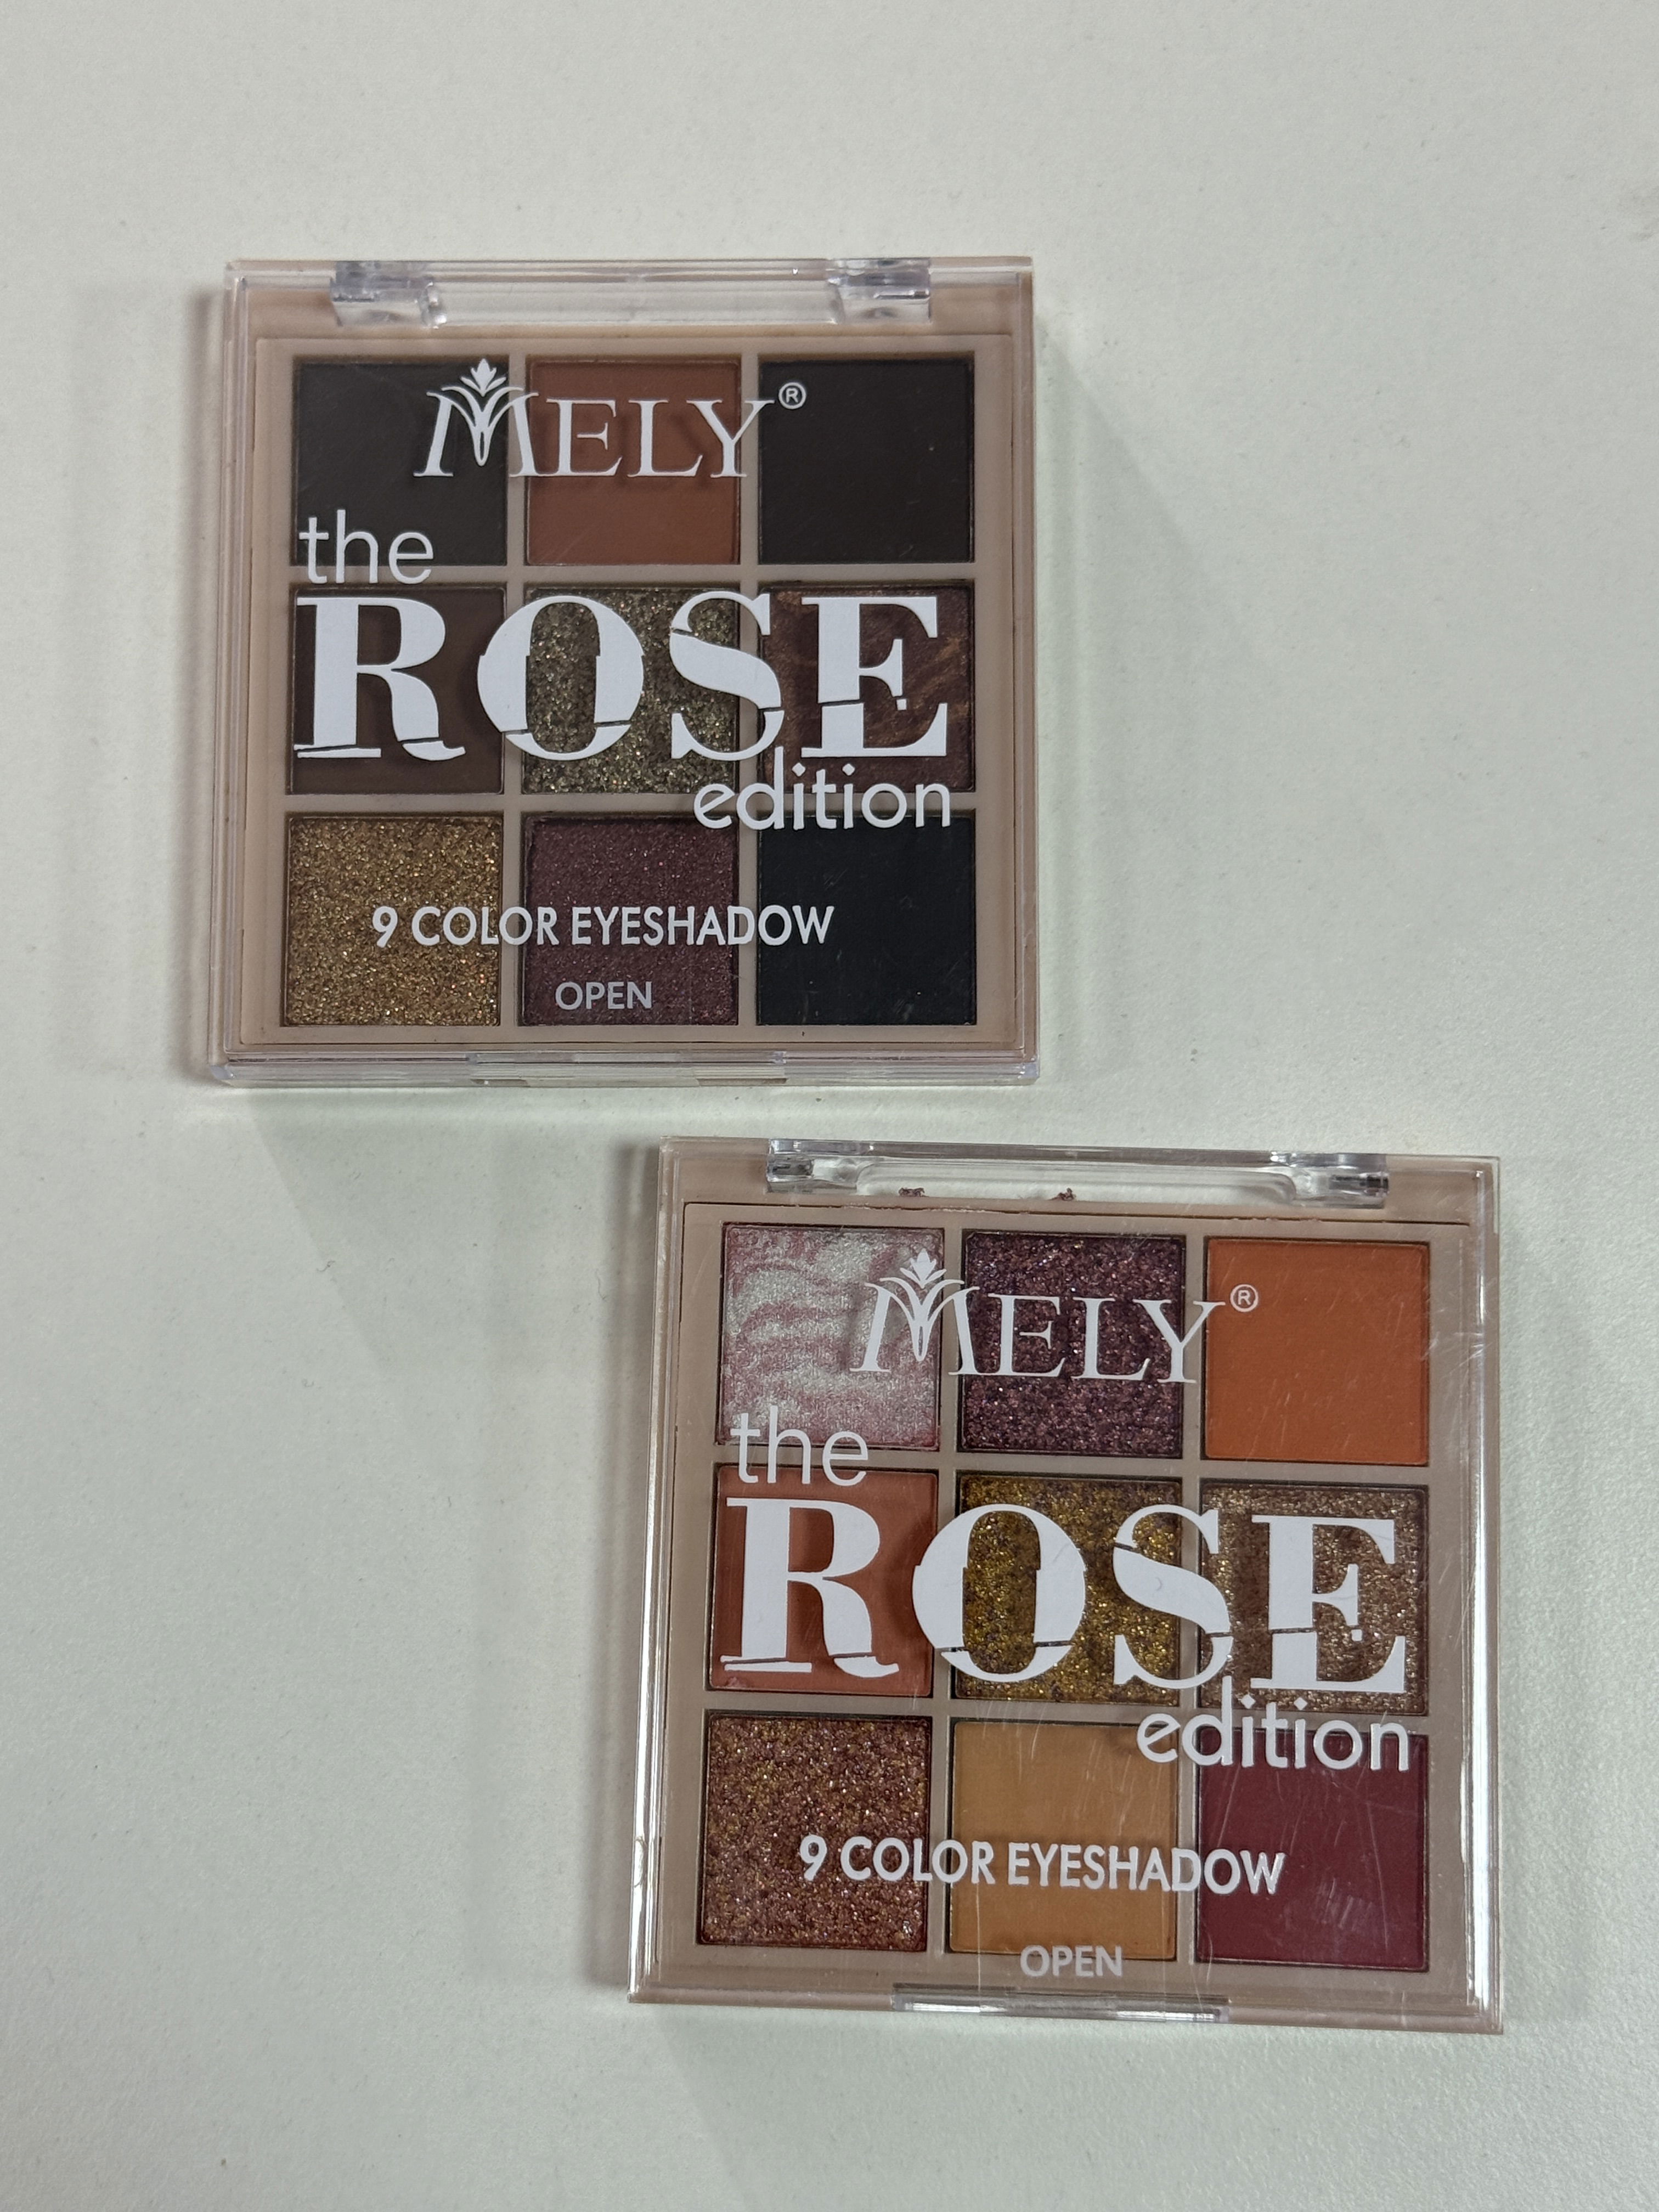 MELY®
the
ROSE
edition
9 COLOR EYESHADOW
OPEN
MELY®
the
ROSE
edition
9 COLOR EYESHADOW
OPEN